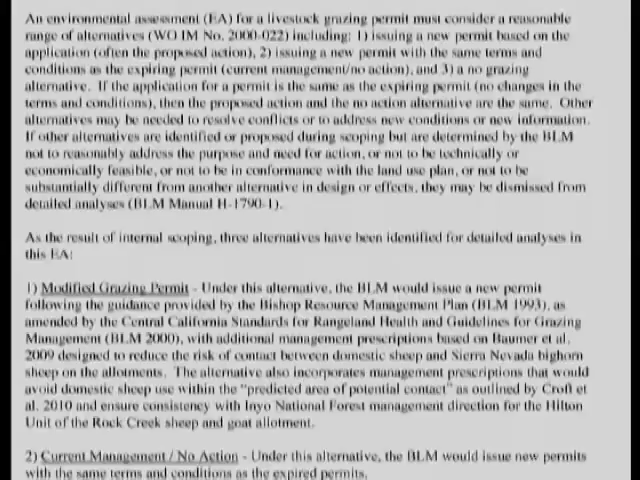 An environmental assessment (EA) for a livestock grazing permit must consider a reasonable
range of alternatives (WO IM No. 2000-022) including: 1) issuing a new permit based on the
application (often the proposed action), 2) issuing a new permit with the same terms and
conditions as the expiring permit (current management/no action), and 3) a no grazing
alternative. If the application for a permit is the same as the expiring permit (no changes in the
terms and conditions), then the proposed action and the no action alternative are the same. Other
alternatives may be needed to resolve conflicts or to address new conditions or new information.
If other alternatives are identified or proposed during scoping but are determined by the BLM
not to reasonably address the purpose and need for action, or not to be technically or
economically feasible, or not to be in conformance with the land use plan, or not to be
substantially different from another alternative in design or effects, they may be dismissed from
detailed analyses (BLM Manual H-1790-1).
As the result of internal scoping, three alternatives have been identified for detailed analyses in
this EA:
1) Modified Grazing Permit - Under this alternative, the BLM would issue a new permit
following the guidance provided by the Bishop Resource Management Plan (BLM 1993), as
amended by the Central California Standards for Rangeland Health and Guidelines for Grazing
Management (BLM 2000), with additional management prescriptions based on Baumer et al.
2009 designed to reduce the risk of contact between domestic sheep and Sierra Nevada bighorn
sheep on the allotments. The alternative also incorporates management prescriptions that would
avoid domestic sheep use within the "predicted area of potential contact" as outlined by Croft et
al. 2010 and ensure consistency with Inyo National Forest management direction for the Hilton
Unit of the Rock Creek sheep and goat allotment.
2) Current Management / No Action - Under this alternative, the BLM would issue new permits
with the same terms and conditions as the expired permits.